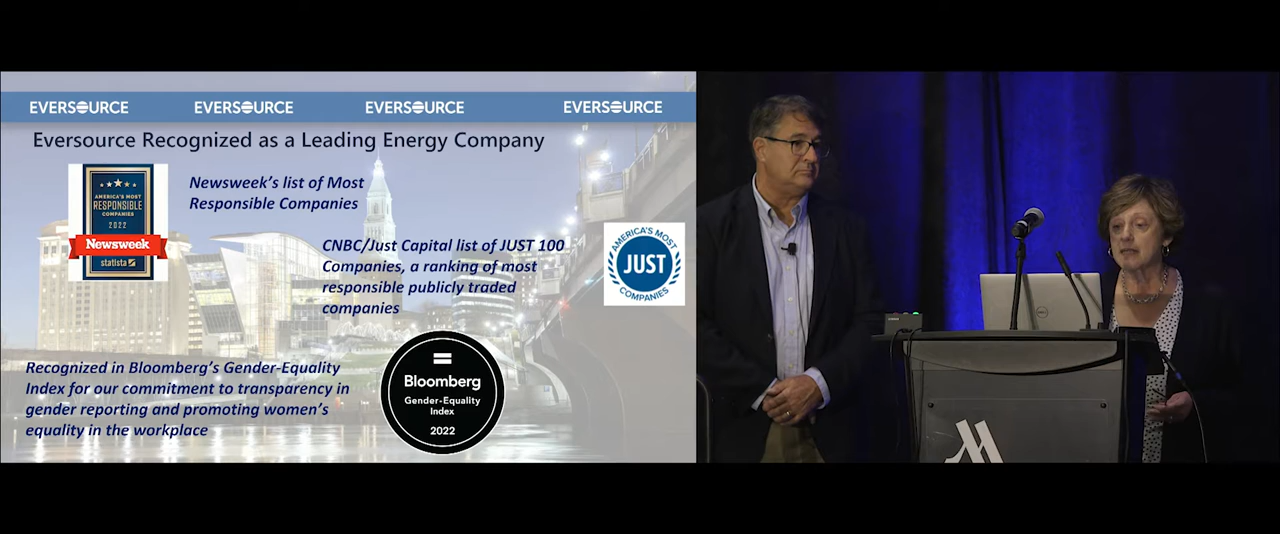 EVERSOURCE EVERSOURCE EVERSOURCE EVERSOURCE
Eversource Recognized as a Leading Energy Company
AMERICA'S MOST
RESPONSIBLE
COMPANIES
2022
Newsweek
statista
Newsweek's list of Most
Responsible Companies
CNBC/Just Capital list of JUST 100
Companies, a ranking of most
responsible publicly traded
companies
AMERICA'S MOST
JUST
COMPANIES
Recognized in Bloomberg's Gender-Equality
Index for our commitment to transparency in
gender reporting and promoting women's
equality in the workplace
Bloomberg
Gender-Equality
Index
2022
DELL